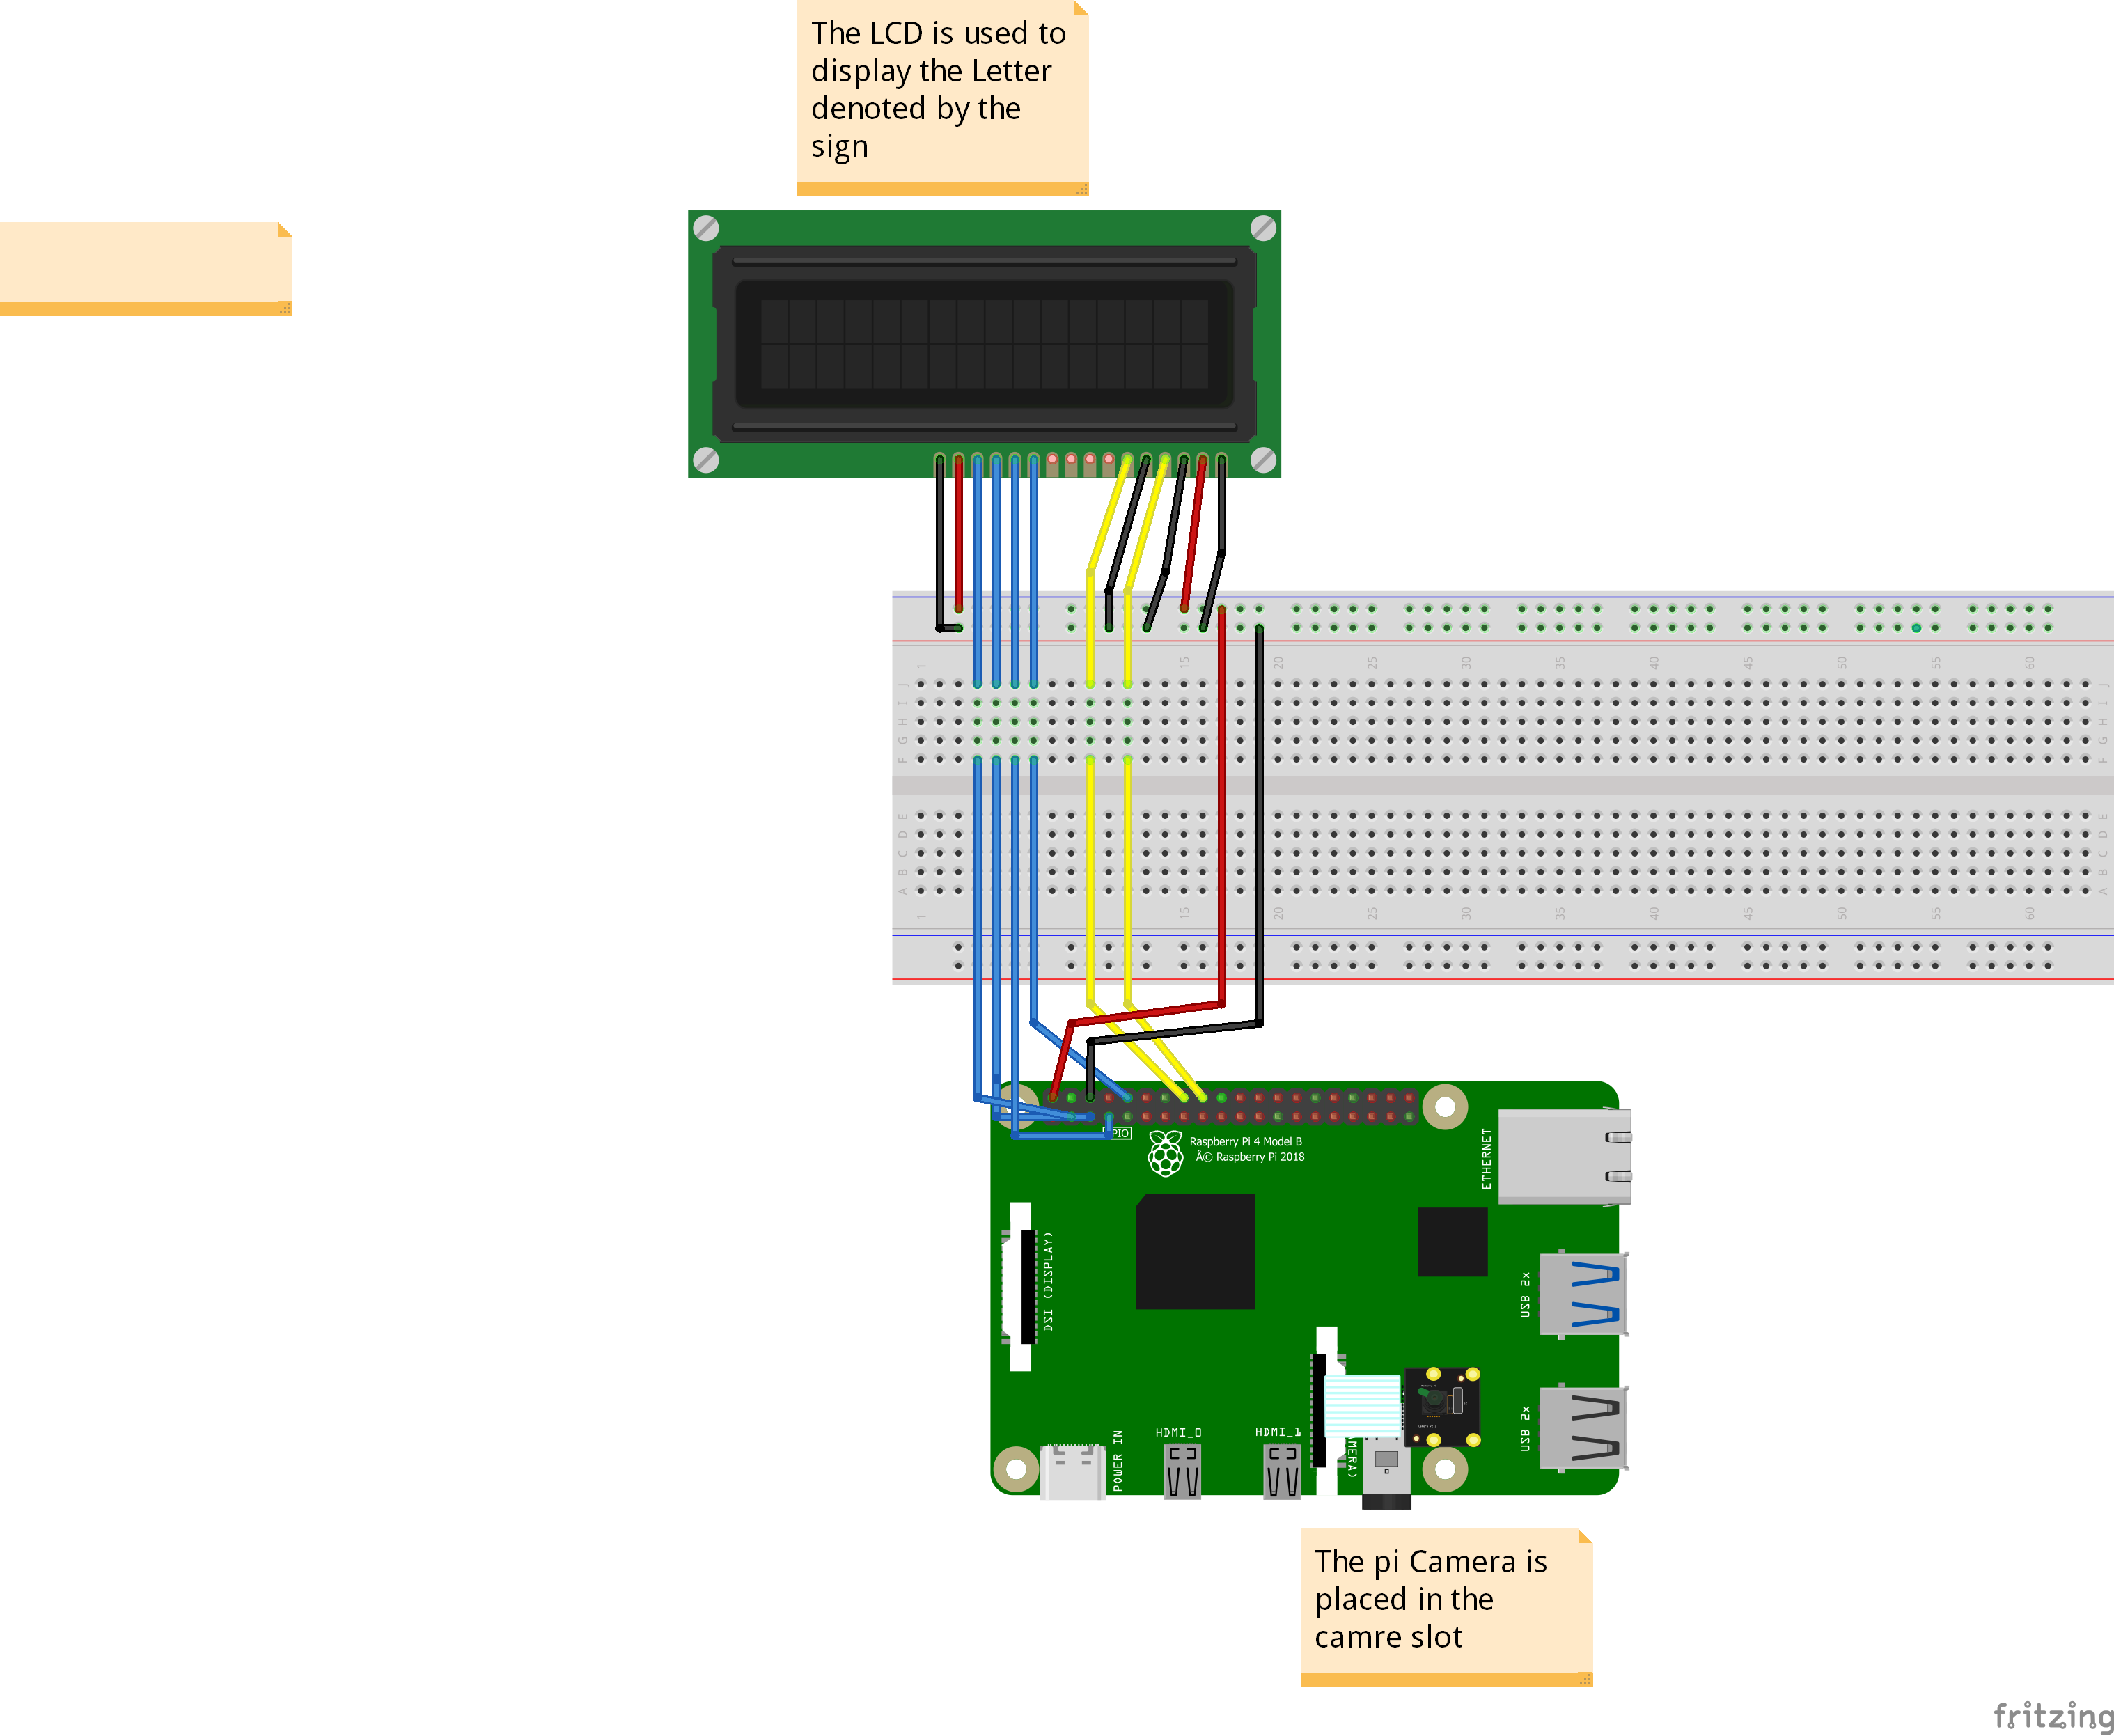 The LCD is used to
display the Letter
denoted by the
sign
1 15 20 25 30 35 40 45 50 55 60
J J
I I
H H
G G
F F
E E
D D
C C
B B
A A
1 15 20 25 30 35 40 45 50 55 60
Raspberry Pi 4 Model B
© Raspberry Pi 2018
ETHERNET
DSI (DISPLAY)
USB 2x
USB 2x
POWER IN
HDMI_0
HDMI_1
The pi Camera is
placed in the
camre slot
fritzing